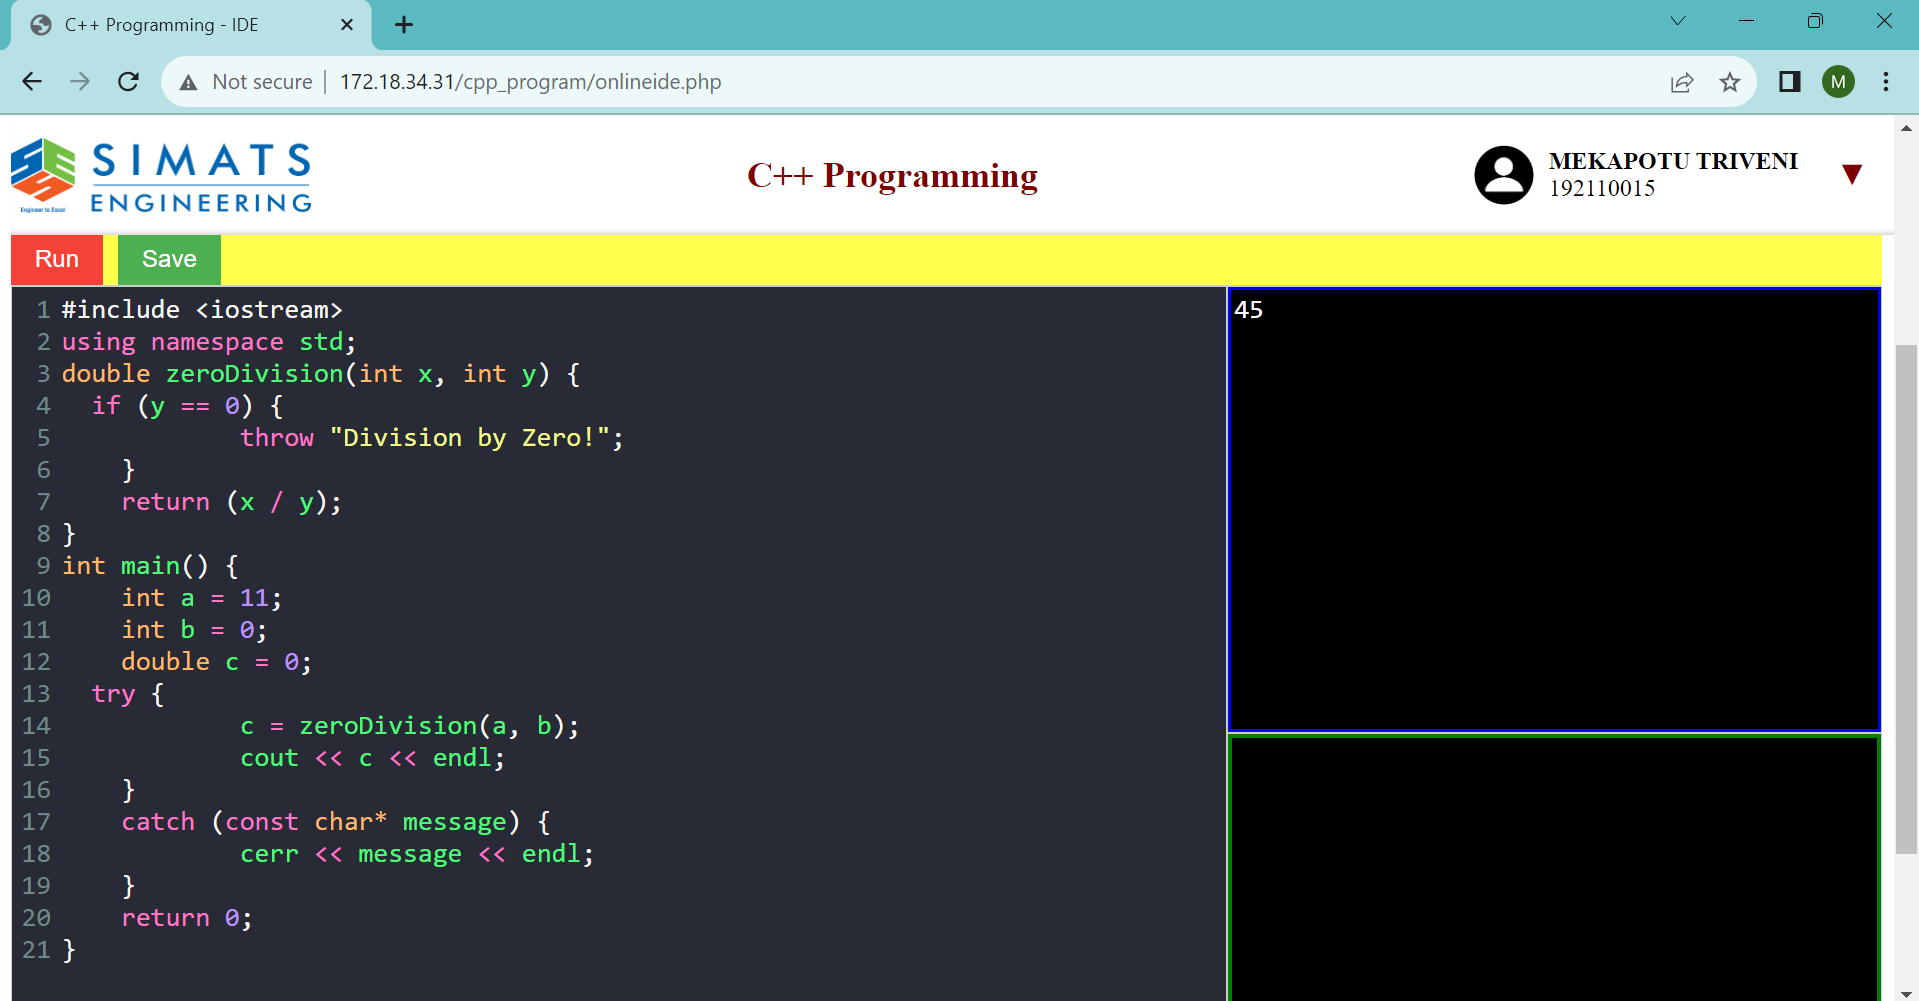 C++ Programming - IDE
Not secure | 172.18.34.31/cpp_program/onlineide.php
M
SIMATS
ENGINEERING
Engineer to Excel
C++ Programming
MEKAPOTU TRIVENI
192110015
Run Save
1 #include <iostream>
2 using namespace std;
3 double zeroDivision(int x, int y) {
4   if (y == 0) {
5             throw "Division by Zero!";
6     }
7     return (x / y);
8 }
9 int main() {
10     int a = 11;
11     int b = 0;
12     double c = 0;
13   try {
14             c = zeroDivision(a, b);
15             cout << c << endl;
16     }
17     catch (const char* message) {
18             cerr << message << endl;
19     }
20     return 0;
21 }
45